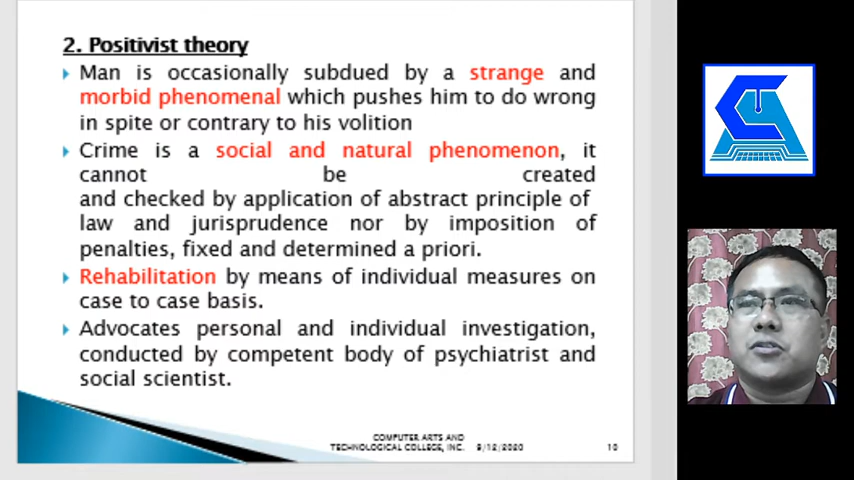 2. Positivist theory
Man is occasionally subdued by a strange and
morbid phenomenal which pushes him to do wrong
in spite or contrary to his volition
Crime is a social and natural phenomenon, it
cannot be created
and checked by application of abstract principle of
law and jurisprudence nor by imposition of
penalties, fixed and determined a priori.
Rehabilitation by means of individual measures on
case to case basis.
Advocates personal and individual investigation,
conducted by competent body of psychiatrist and
social scientist.
COMPUTER ARTS AND
TECHNOLOGICAL COLLEGE, INC. 9/12/2020 10